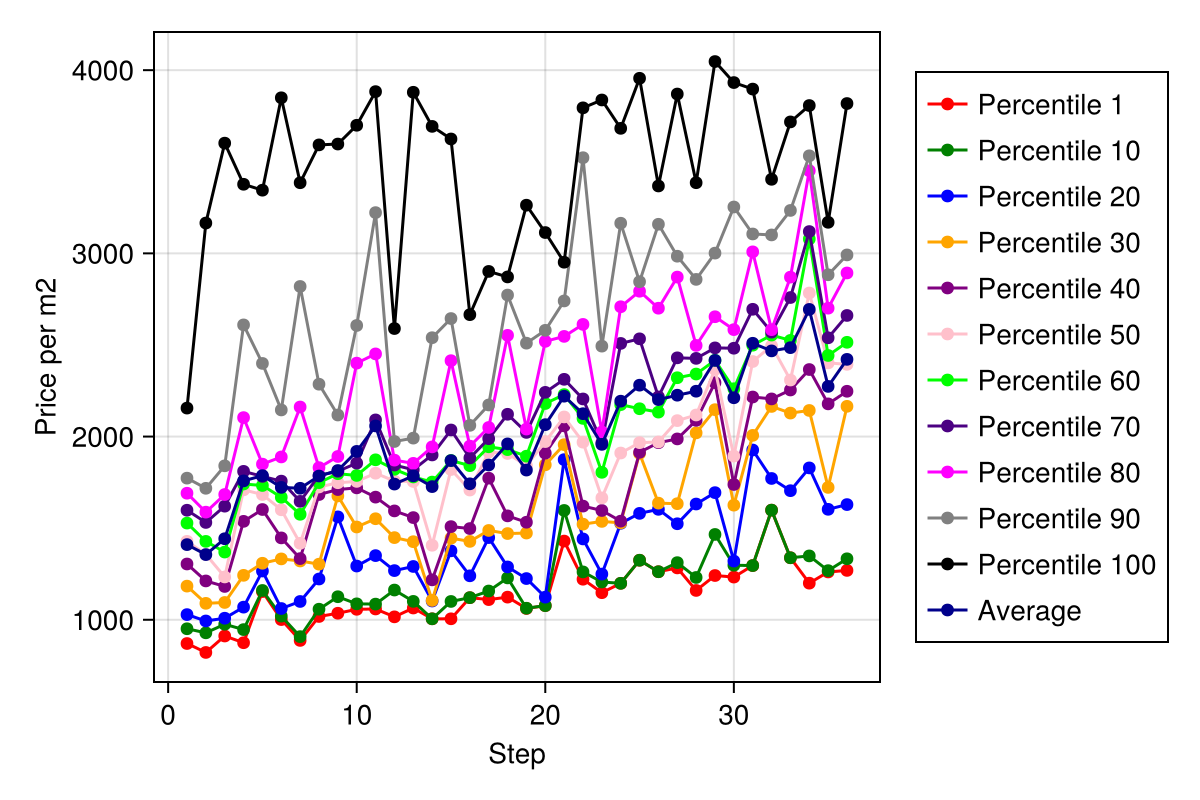 4000
3000
2000
1000
Price per m2
0
10
20
30
Step
Percentile 1
Percentile 10
Percentile 20
Percentile 30
Percentile 40
Percentile 50
Percentile 60
Percentile 70
Percentile 80
Percentile 90
Percentile 100
Average